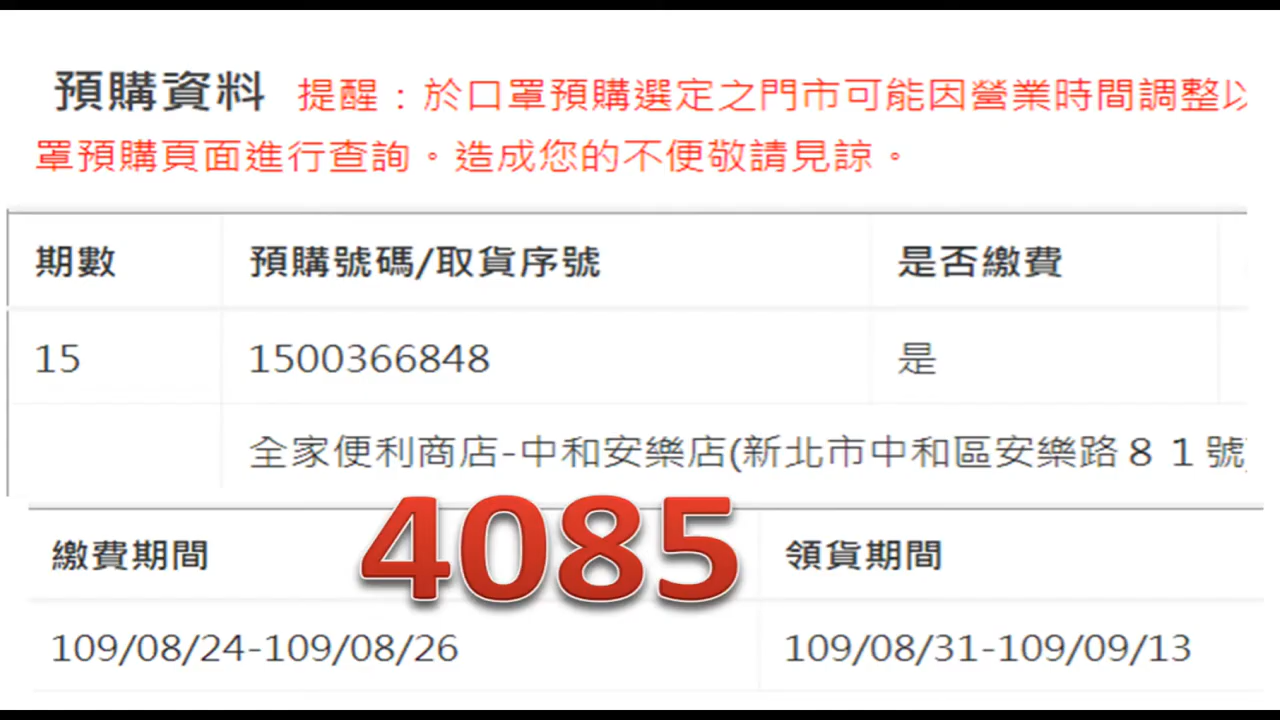 預購資料 提醒：於口罩預購選定之門市可能因營業時間調整以
罩預購頁面進行查詢。造成您的不便敬請見諒。
期數 預購號碼/取貨序號 是否繳費
15 1500366848 是
全家便利商店-中和安樂店(新北市中和區安樂路８１號)
4085
繳費期間 領貨期間
109/08/24-109/08/26 109/08/31-109/09/13